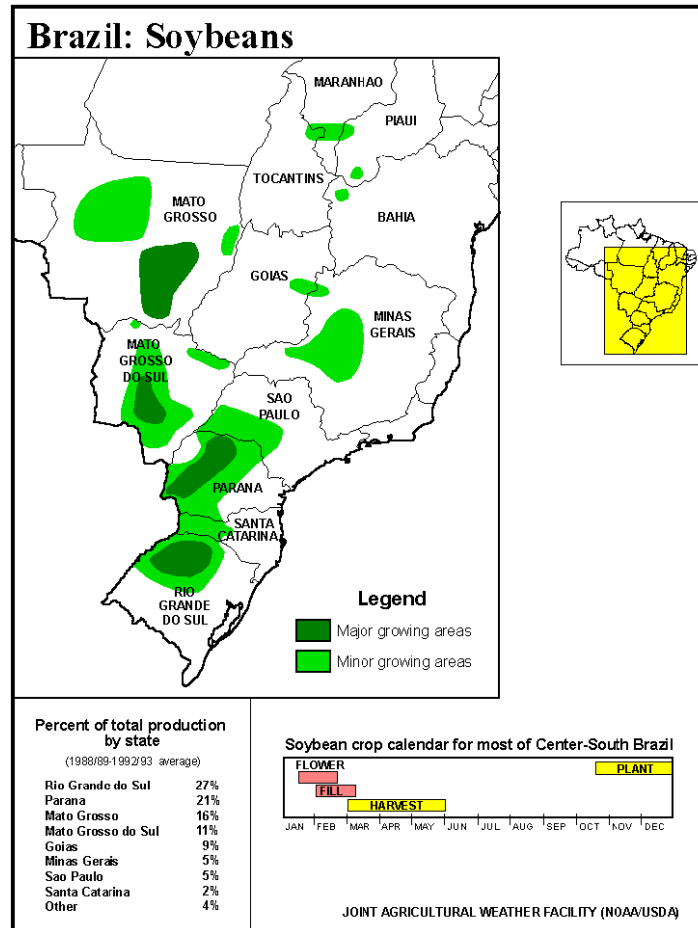 Brazil: Soybeans
MARANHAO
PIAUI
TOCANTINS
MATO
GROSSO
BAHIA
GOIAS
MINAS
GERAIS
MATO
GROSSO
DO SUL
SAO
PAULO
PARANA
SANTA
CATARINA
RIO
GRANDE
DO SUL
Legend
Major growing areas
Minor growing areas
Percent of total production
by state
(1988/89-1992/93 average)
Rio Grande do Sul 27%
Parana 21%
Mato Grosso 16%
Mato Grosso do Sul 11%
Goias 9%
Minas Gerais 5%
Sao Paulo 5%
Santa Catarina 2%
Other 4%
Soybean crop calendar for most of Center-South Brazil
FLOWER
PLANT
FILL
HARVEST
JAN FEB MAR APR MAY JUN JUL AUG SEP OCT NOV DEC
JOINT AGRICULTURAL WEATHER FACILITY (NOAA/USDA)